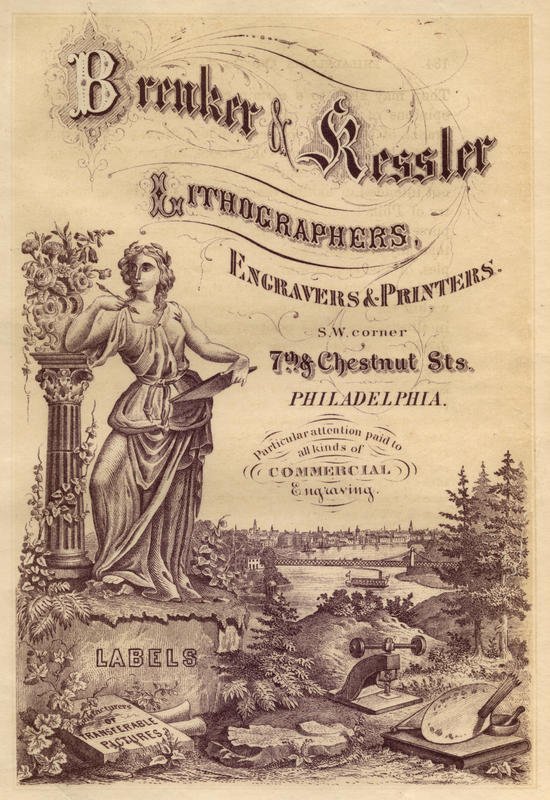 Breuker & Kessler
LITHOGRAPHERS,
ENGRAVERS & PRINTERS.
S.W. corner
7th & Chestnut Sts.
PHILADELPHIA.
Particular attention paid to
all kinds of
COMMERCIAL
Engraving.
LABELS
OF
TRANSFERABLE
PICTURES.